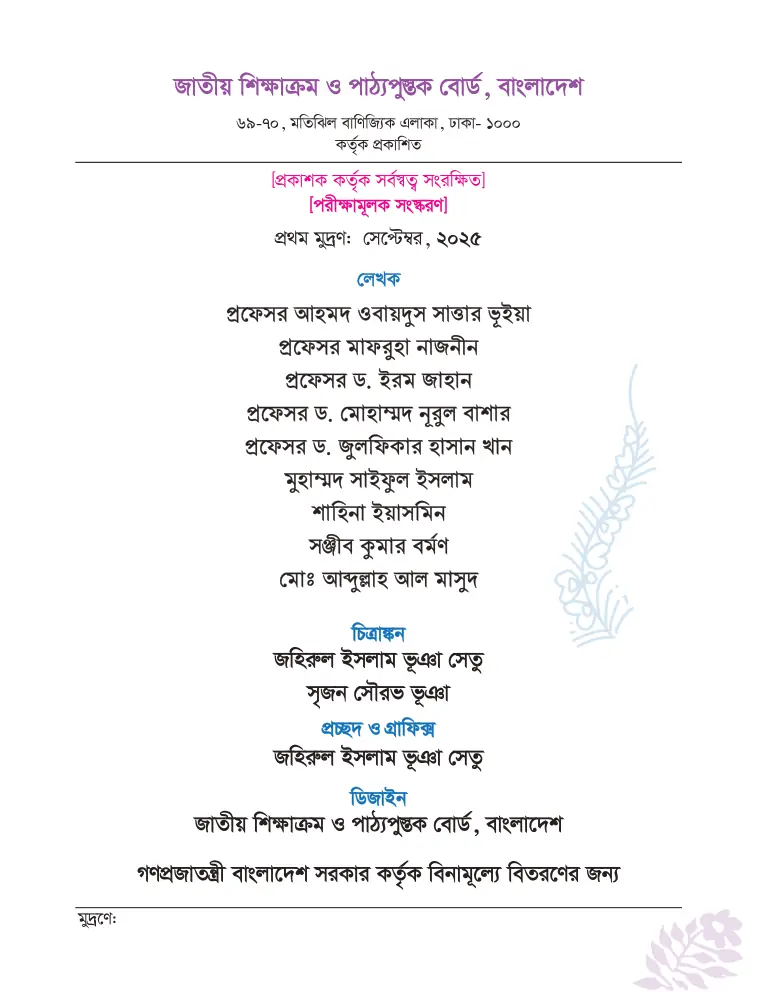 জাতীয় শিক্ষাক্রম ও পাঠ্যপুস্তক বোর্ড, বাংলাদেশ
৬৯-৭০, মতিঝিল বাণিজ্যিক এলাকা, ঢাকা- ১০০০
কর্তৃক প্রকাশিত
[প্রকাশক কর্তৃক সর্বস্বত্ব সংরক্ষিত]
[পরীক্ষামূলক সংস্করণ]
প্রথম মুদ্রণ: সেপ্টেম্বর, ২০২৫
লেখক
প্রফেসর আহমদ ওবায়দুস সাত্তার ভূইয়া
প্রফেসর মাফরুহা নাজনীন
প্রফেসর ড. ইরম জাহান
প্রফেসর ড. মোহাম্মদ নূরুল বাশার
প্রফেসর ড. জুলফিকার হাসান খান
মুহাম্মদ সাইফুল ইসলাম
শাহিনা ইয়াসমিন
সঞ্জীব কুমার বর্মণ
মোঃ আব্দুল্লাহ আল মাসুদ
চিত্রাঙ্কন
জহিরুল ইসলাম ভূঞা সেতু
সৃজন সৌরভ ভূঞা
প্রচ্ছদ ও গ্রাফিক্স
জহিরুল ইসলাম ভূঞা সেতু
ডিজাইন
জাতীয় শিক্ষাক্রম ও পাঠ্যপুস্তক বোর্ড, বাংলাদেশ
গণপ্রজাতন্ত্রী বাংলাদেশ সরকার কর্তৃক বিনামূল্যে বিতরণের জন্য
মুদ্রণে: